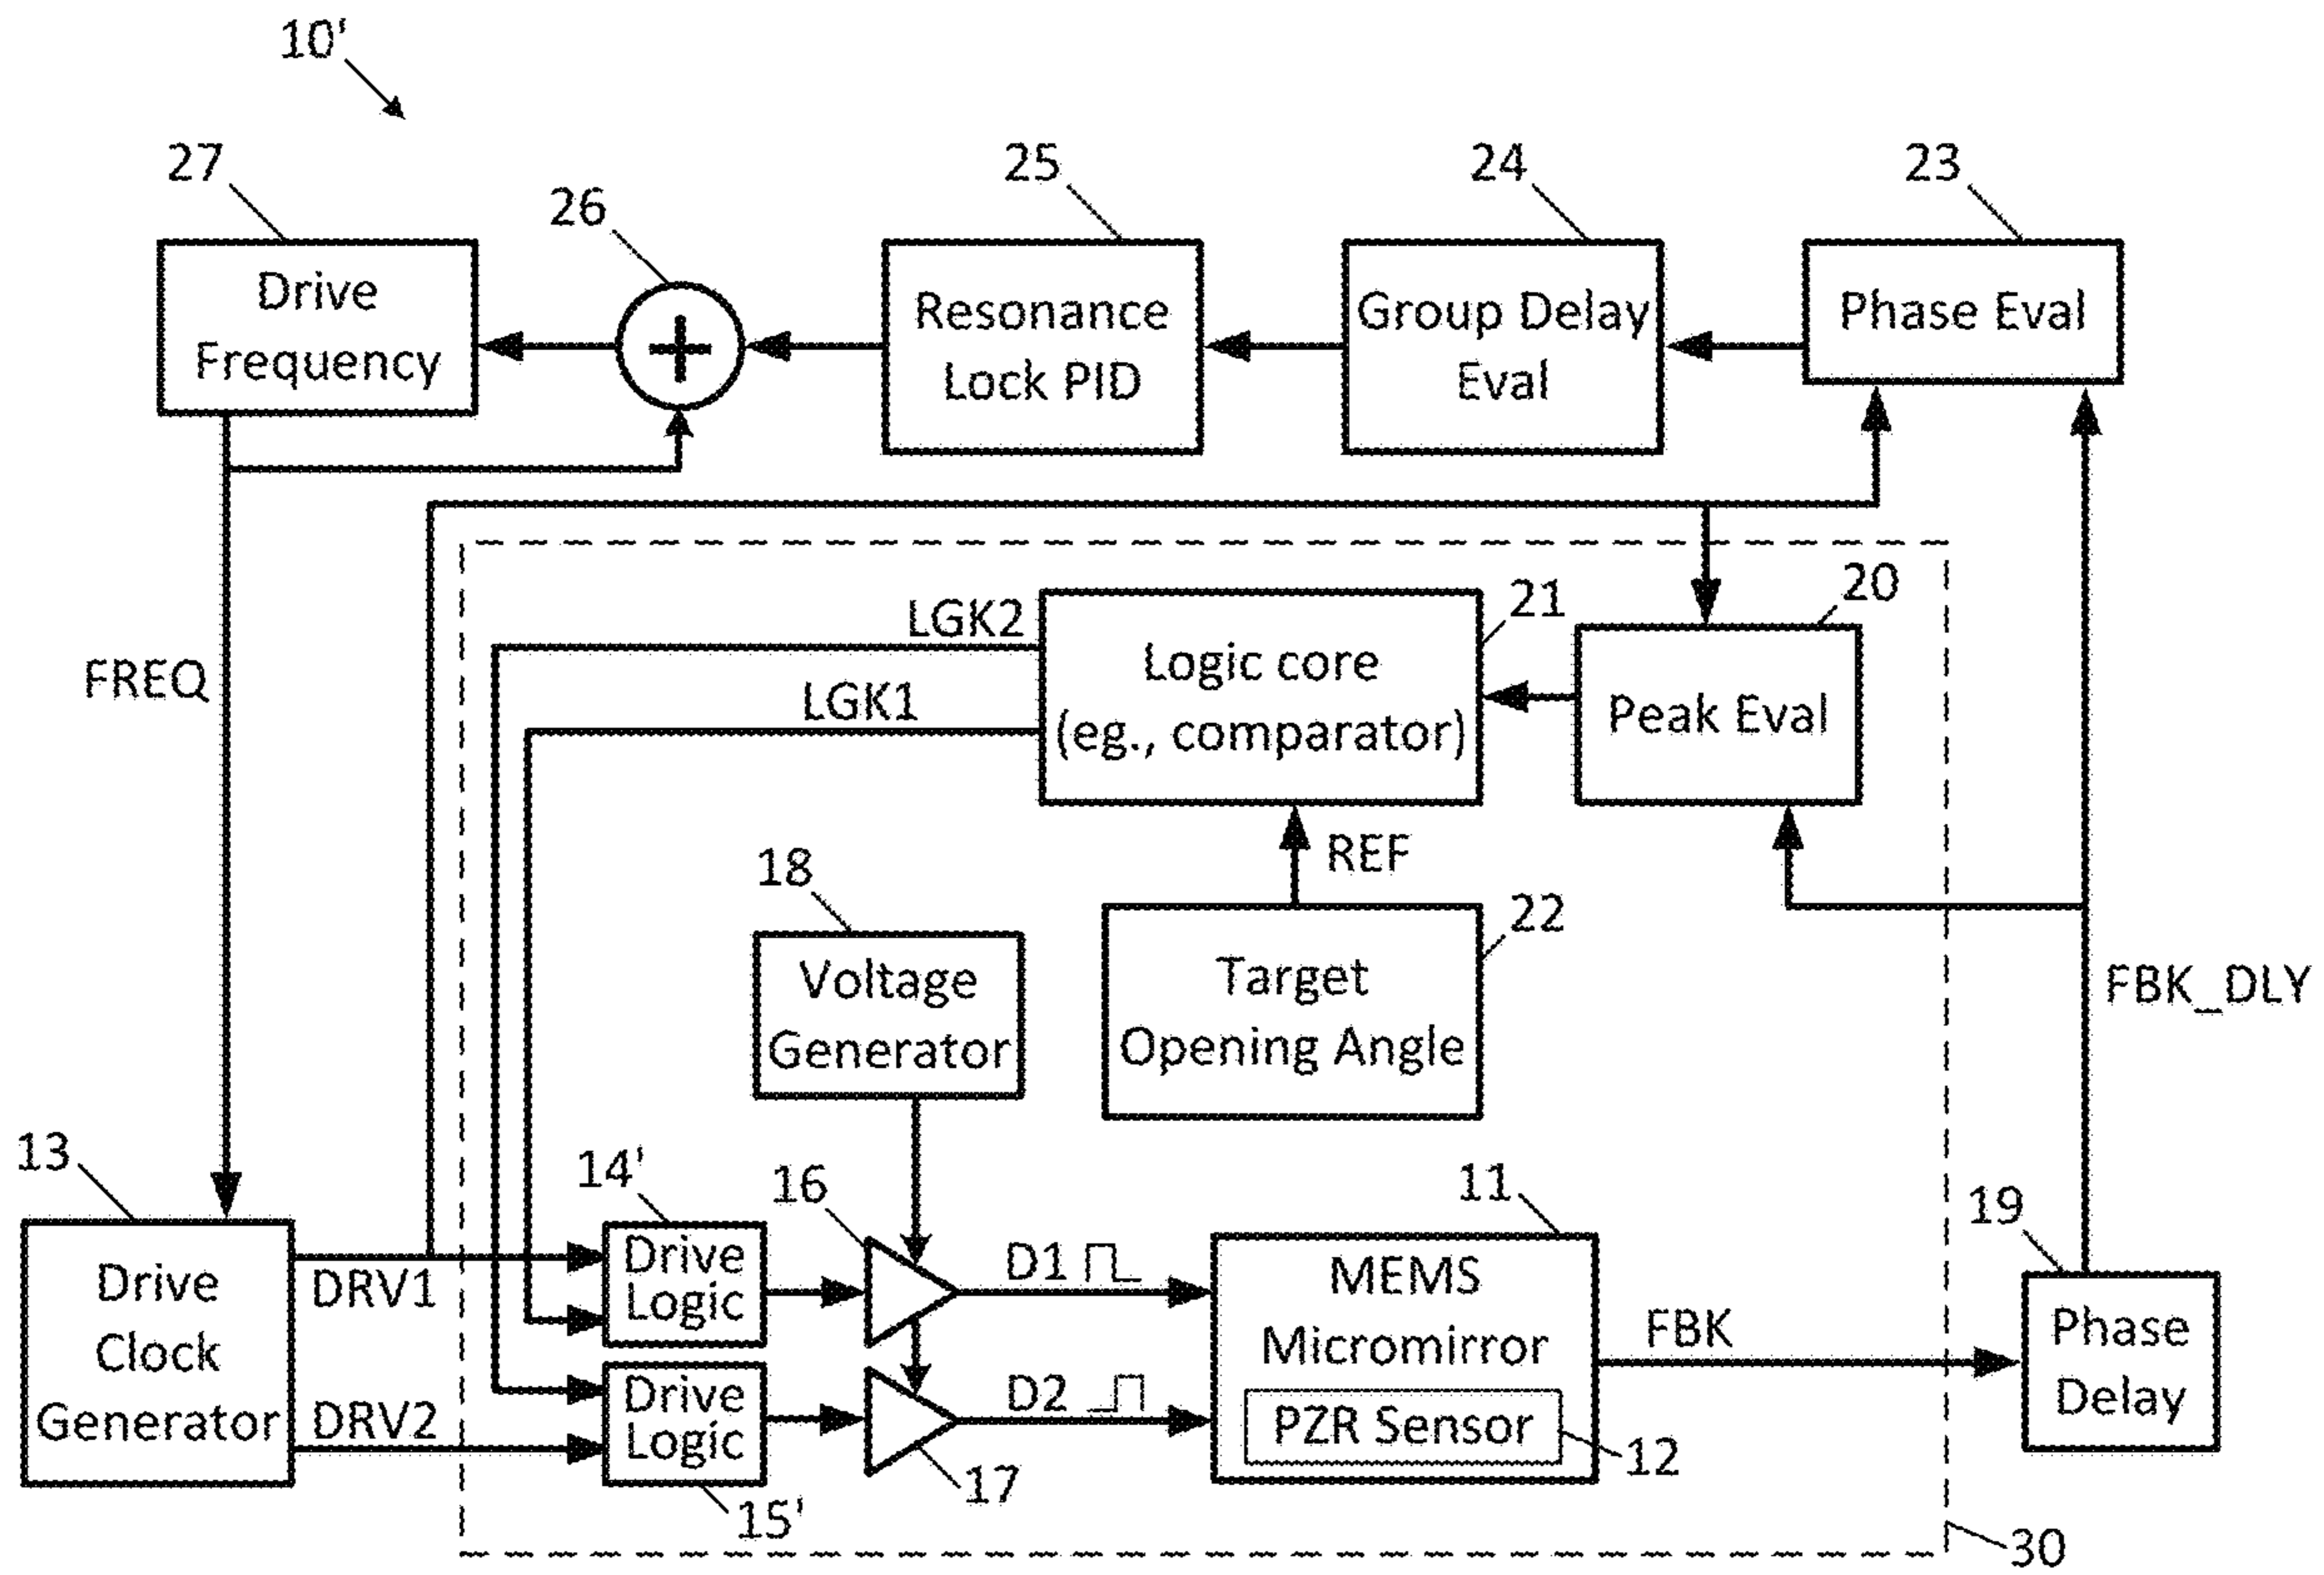 10'
27
26
25
24
23
Drive
Frequency
+
Resonance
Lock PID
Group Delay
Eval
Phase Eval
FREQ
LGK2
LGK1
21
Logic core
(eg., comparator)
20
Peak Eval
REF
18
Voltage
Generator
22
Target
Opening Angle
FBK_DLY
13
Drive
Clock
Generator
DRV1
DRV2
14'
Drive
Logic
15'
Drive
Logic
16
17
D1
D2
11
MEMS
Micromirror
PZR Sensor
12
FBK
19
Phase
Delay
30